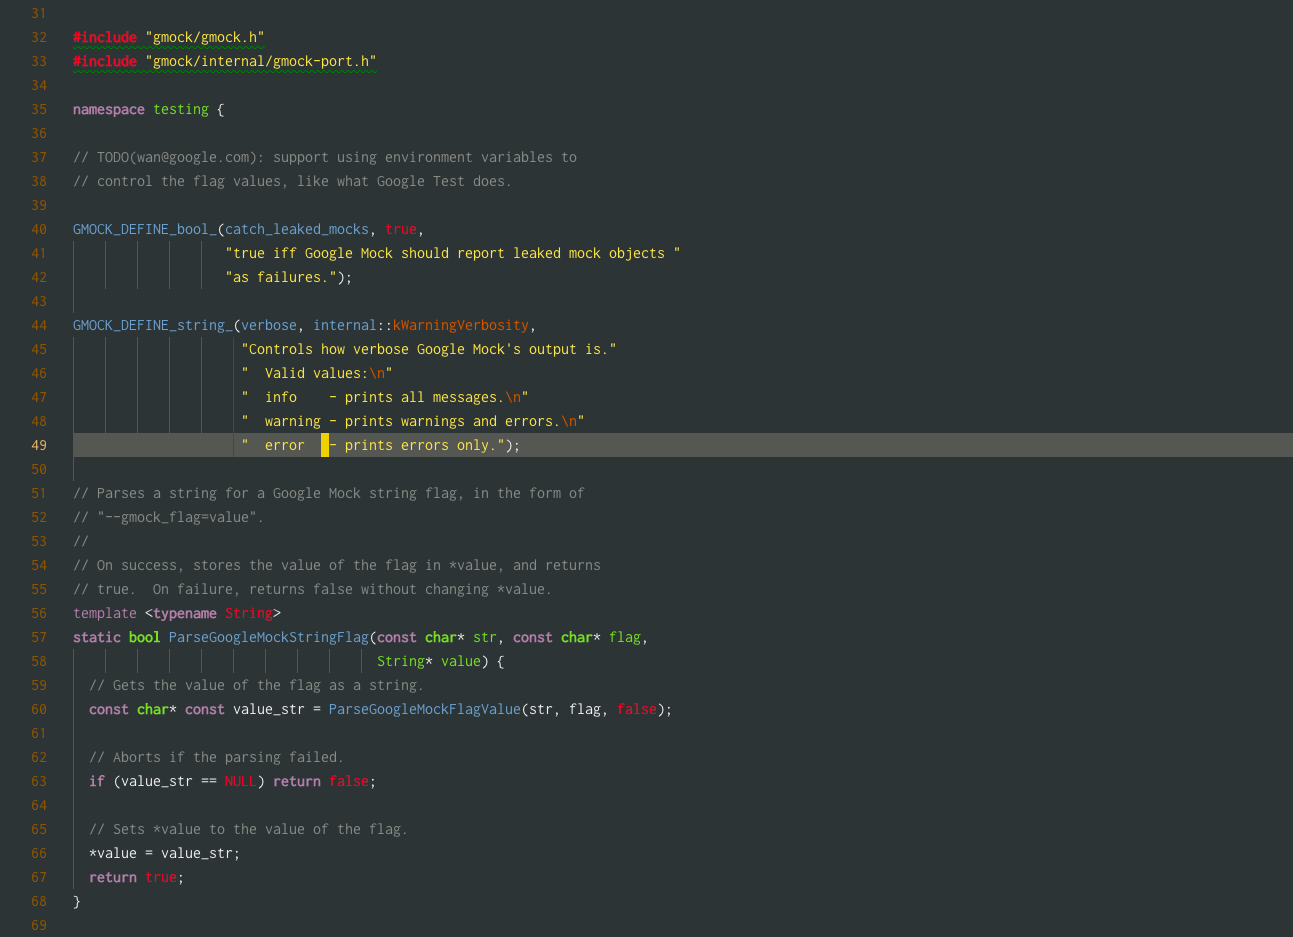 31
32 #include "gmock/gmock.h"
33 #include "gmock/internal/gmock-port.h"
34
35 namespace testing {
36
37 // TODO(wan@google.com): support using environment variables to
38 // control the flag values, like what Google Test does.
39
40 GMOCK_DEFINE_bool_(catch_leaked_mocks, true,
41                    "true iff Google Mock should report leaked mock objects "
42                    "as failures.");
43
44 GMOCK_DEFINE_string_(verbose, internal::kWarningVerbosity,
45                      "Controls how verbose Google Mock's output is."
46                      "  Valid values:\n"
47                      "  info    - prints all messages.\n"
48                      "  warning - prints warnings and errors.\n"
49                      "  error   - prints errors only.");
50
51 // Parses a string for a Google Mock string flag, in the form of
52 // "--gmock_flag=value".
53 //
54 // On success, stores the value of the flag in *value, and returns
55 // true.  On failure, returns false without changing *value.
56 template <typename String>
57 static bool ParseGoogleMockStringFlag(const char* str, const char* flag,
58                                       String* value) {
59   // Gets the value of the flag as a string.
60   const char* const value_str = ParseGoogleMockFlagValue(str, flag, false);
61
62   // Aborts if the parsing failed.
63   if (value_str == NULL) return false;
64
65   // Sets *value to the value of the flag.
66   *value = value_str;
67   return true;
68 }
69